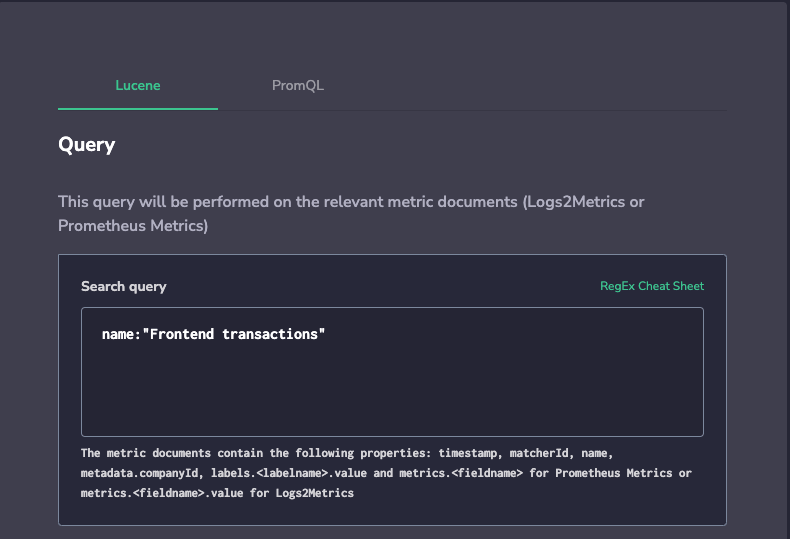 Lucene PromQL
Query
This query will be performed on the relevant metric documents (Logs2Metrics or
Prometheus Metrics)
Search query RegEx Cheat Sheet
name:"Frontend transactions"
The metric documents contain the following properties: timestamp, matcherId, name,
metadata.companyId, labels.<labelname>.value and metrics.<fieldname> for Prometheus Metrics or
metrics.<fieldname>.value for Logs2Metrics